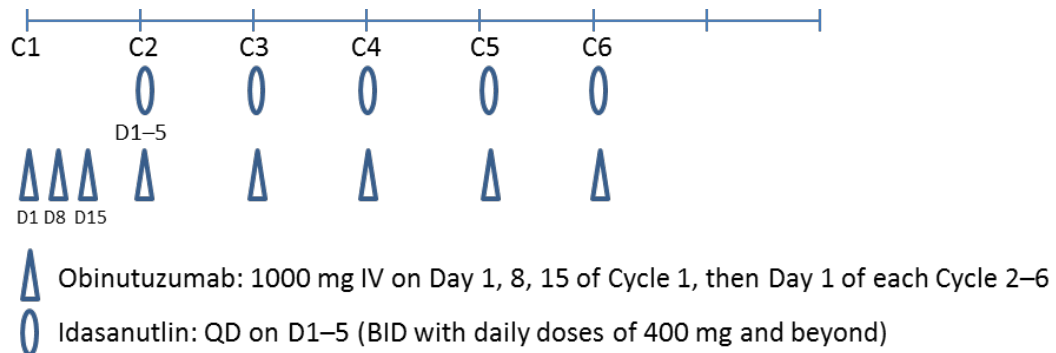 C1 C2 C3 C4 C5 C6
D1–5
D1 D8 D15
Obinutuzumab: 1000 mg IV on Day 1, 8, 15 of Cycle 1, then Day 1 of each Cycle 2–6
Idasanutlin: QD on D1–5 (BID with daily doses of 400 mg and beyond)